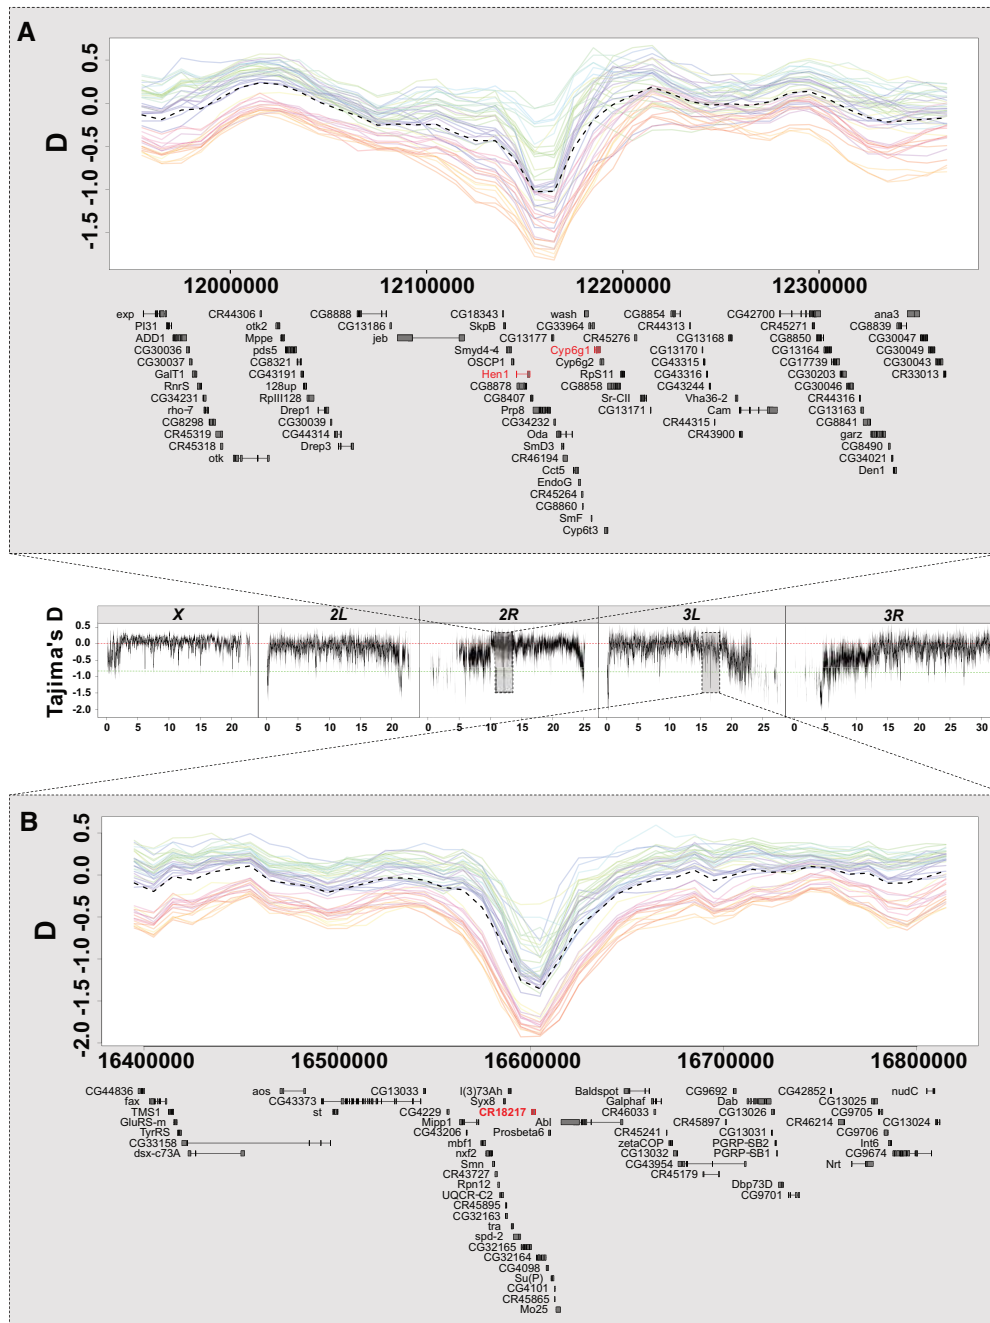 A
D
0.5
0.0
-0.5
-1.0
-1.5
12000000 12100000 12200000 12300000
exp CR44306 CG8888 CG18343 wash CG8854 CG42700 ana3
PI31 otk2 CG13186 SkpB CG33964 CR44313 CR45271 CG8839
ADD1 Mppe jeb CG13177 CR45276 CG13168 CG8850 CG30047
CG30036 pds5 Smyd4-4 Cyp6g1 CG13170 CG13164 CG30049
CG30037 CG8321 OSCP1 Cyp6g2 CG43315 CG17739 CG30043
GalT1 CG43191 Hen1 RpS11 CG43316 CG30203 CR33013
RnrS 128up CG8878 CG8858 CG43244 CG30046
CG34231 RpIII128 CG8407 Sr-CII Vha36-2 CR44316
rho-7 Drep1 Prp8 CG13171 Cam CG13163
CG8298 CG30039 CG34232 CR44315 CG8841
CR45319 CG44314 Oda CR43900 garz
CR45318 Drep3 SmD3 CG8490
otk CR46194 CG34021
Cct5 Den1
EndoG
CR45264
CG8860
SmF
Cyp6t3
Tajima's D
X 2L 2R 3L 3R
0.5
0.0
-0.5
-1.0
-1.5
-2.0
0 5 10 15 20 0 5 10 15 20 0 5 10 15 20 25 0 5 10 15 20 25 0 5 10 15 20 25 30
B
D
0.5
0.0
-0.5
-1.0
-1.5
-2.0
16400000 16500000 16600000 16700000 16800000
CG44836 aos CG13033 l(3)73Ah Baldspot CG9692 CG42852 nudC
fax CG43373 Syx8 Galphaf Dab CG13025
TMS1 st CG4229 CR18217 CR46033 CG13026 CG9705
GluRS-m Mipp1 Abl CR45897 CR46214 CG13024
TyrRS CG43206 Prosbeta6 CR45241 CG13031 CG9706
CG33158 mbf1 zetaCOP PGRP-SB2 Int6
dsx-c73A nxf2 CG13032 PGRP-SB1 CG9674
Smn CG43954 Nrt
CR43727 CR45179
Rpn12 Dbp73D
UQCR-C2 CG9701
CR45895
CG32163
tra
spd-2
CG32165
CG32164
CG4098
Su(P)
CG4101
CR45865
Mo25